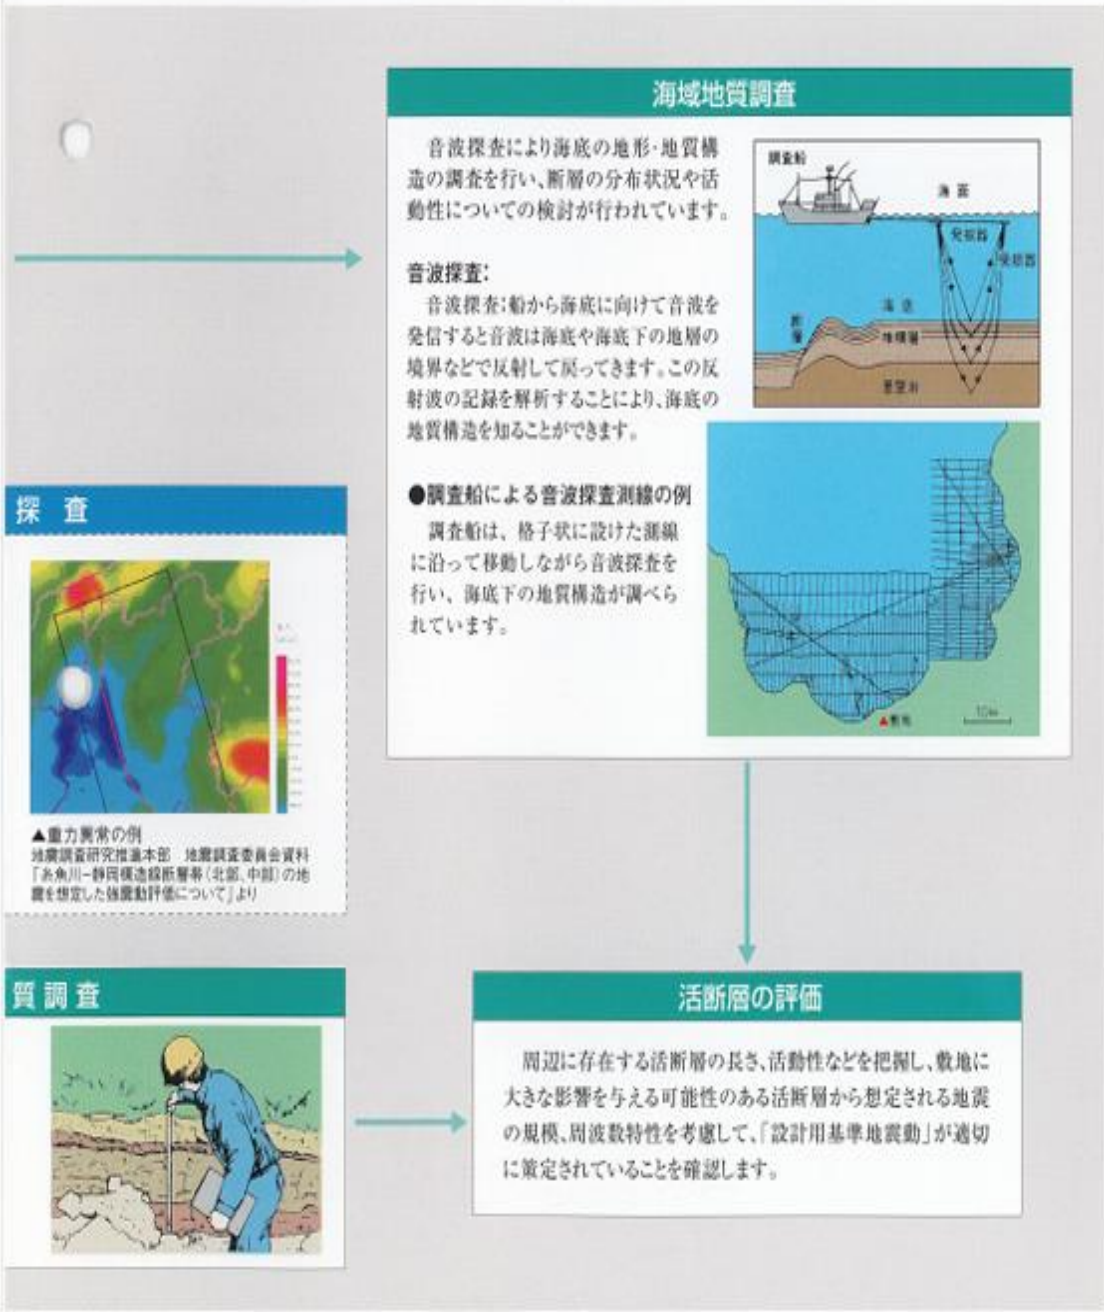 海域地質調査
音波探査により海底の地形・地質構
造の調査を行い、断層の分布状況や活
動性についての検討が行われています。
音波探査:
音波探査:船から海底に向けて音波を
発信すると音波は海底や海底下の地層の
境界などで反射して戻ってきます。この反
射波の記録を解析することにより、海底の
地質構造を知ることができます。
調査船
海面
発振器
受振器
海底
断層
堆積層
基盤岩
●調査船による音波探査測線の例
調査船は、格子状に設けた測線
に沿って移動しながら音波探査を
行い、海底下の地質構造が調べら
れています。
▲敷地
10km
探査
▲重力異常の例
地震調査研究推進本部 地震調査委員会資料
「糸魚川-静岡構造線断層帯(北部、中部)の地
震を想定した強震動評価について」より
質調査
活断層の評価
周辺に存在する活断層の長さ、活動性などを把握し、敷地に
大きな影響を与える可能性のある活断層から想定される地震
の規模、周波数特性を考慮して、「設計用基準地震動」が適切
に策定されていることを確認します。